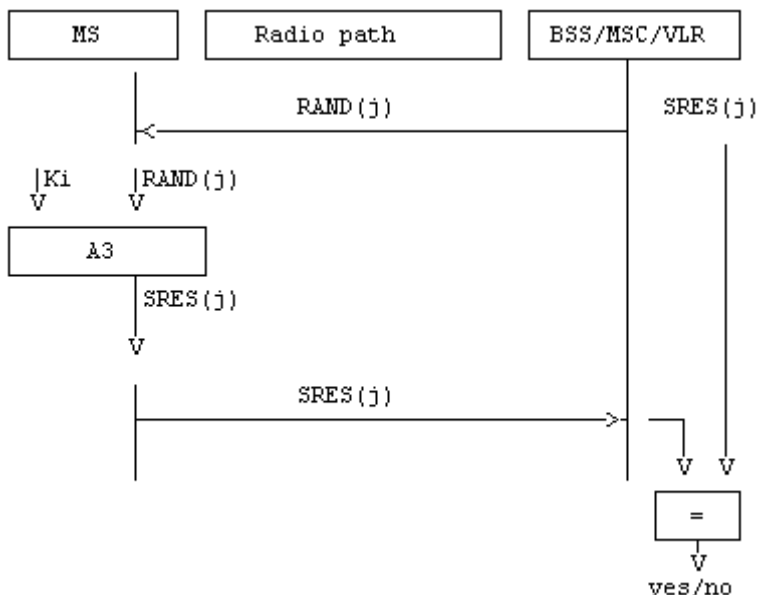 MS Radio path BSS/MSC/VLR
RAND(j) SRES(j)
|Ki |RAND(j)
V V
A3
SRES(j)
V
SRES(j)
V V
=
V
yes/no